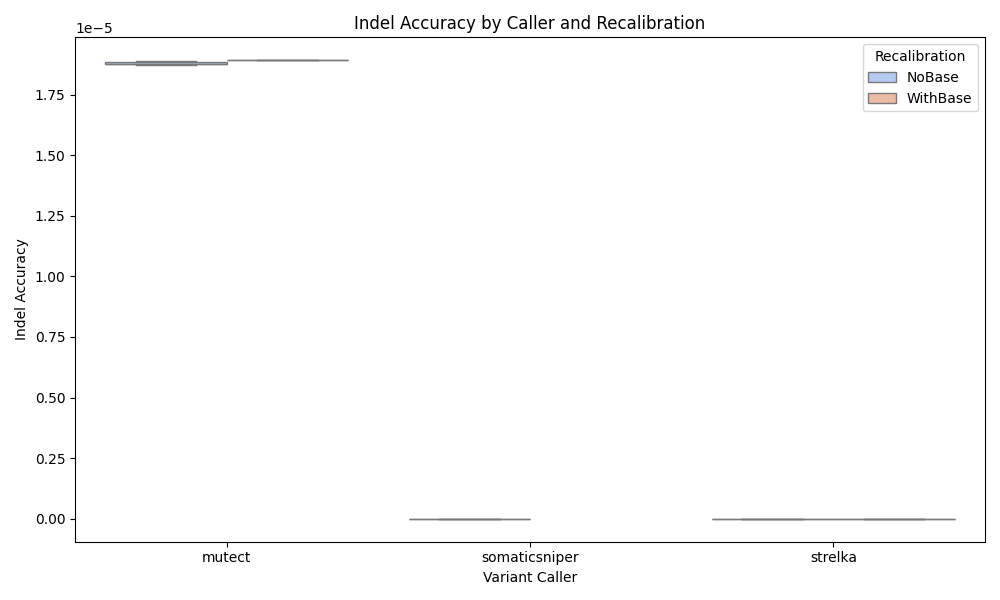 Indel Accuracy by Caller and Recalibration
1e−5
Recalibration
NoBase
WithBase
1.75
1.50
1.25
1.00
0.75
0.50
0.25
0.00
Indel Accuracy
mutect
somaticsniper
strelka
Variant Caller